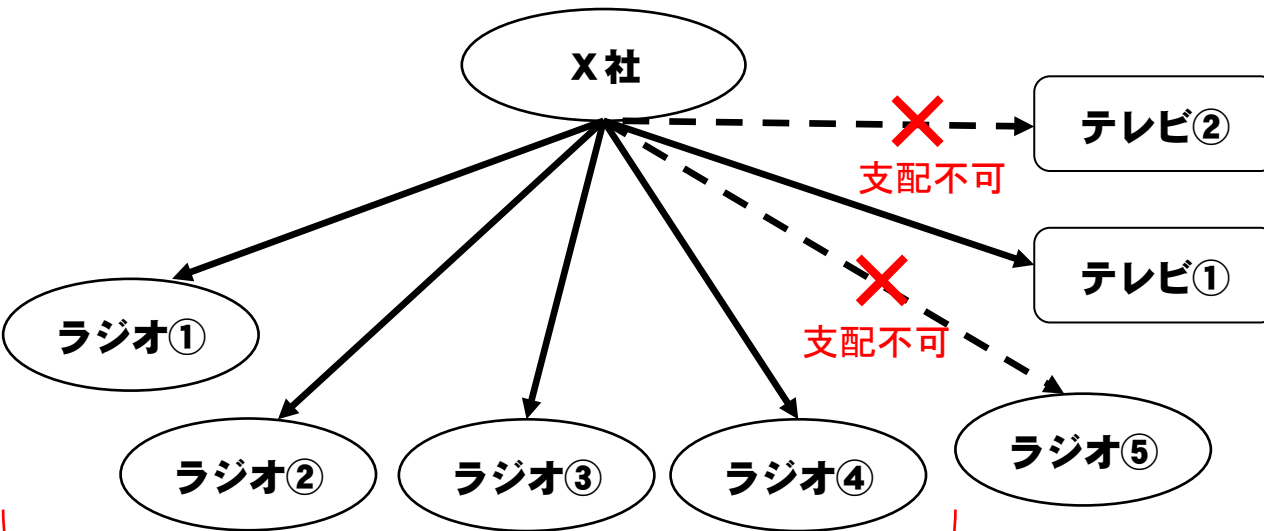 X社
テレビ②
支配不可
テレビ①
支配不可
ラジオ①
ラジオ②
ラジオ③
ラジオ④
ラジオ⑤